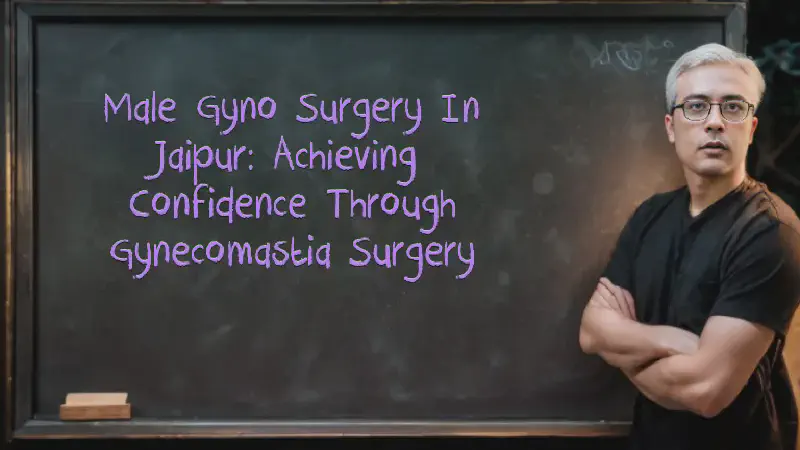 Male Gyno Surgery In
Jaipur: Achieving
Confidence Through
Gynecomastia Surgery